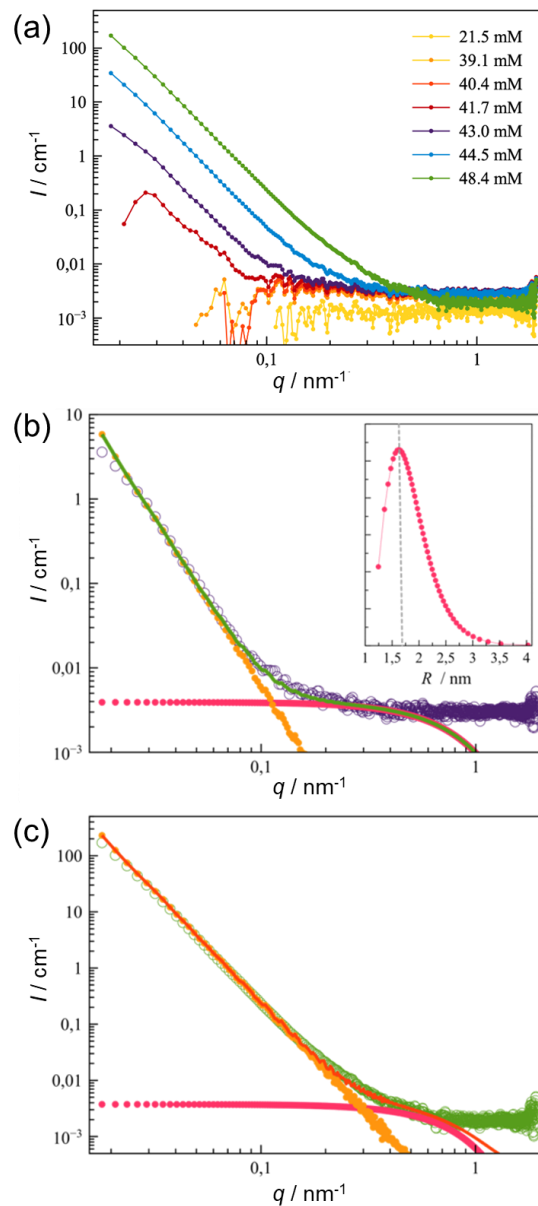 (a)
100
10
1
0,1
0,01
10⁻³
I / cm⁻¹
21.5 mM
39.1 mM
40.4 mM
41.7 mM
43.0 mM
44.5 mM
48.4 mM
0,1
1
q / nm⁻¹
(b)
10
1
0,1
0,01
10⁻³
I / cm⁻¹
1
1,5
2
2,5
3
3,5
4
R / nm
0,1
1
q / nm⁻¹
(c)
100
10
1
0,1
0,01
10⁻³
I / cm⁻¹
0,1
1
q / nm⁻¹